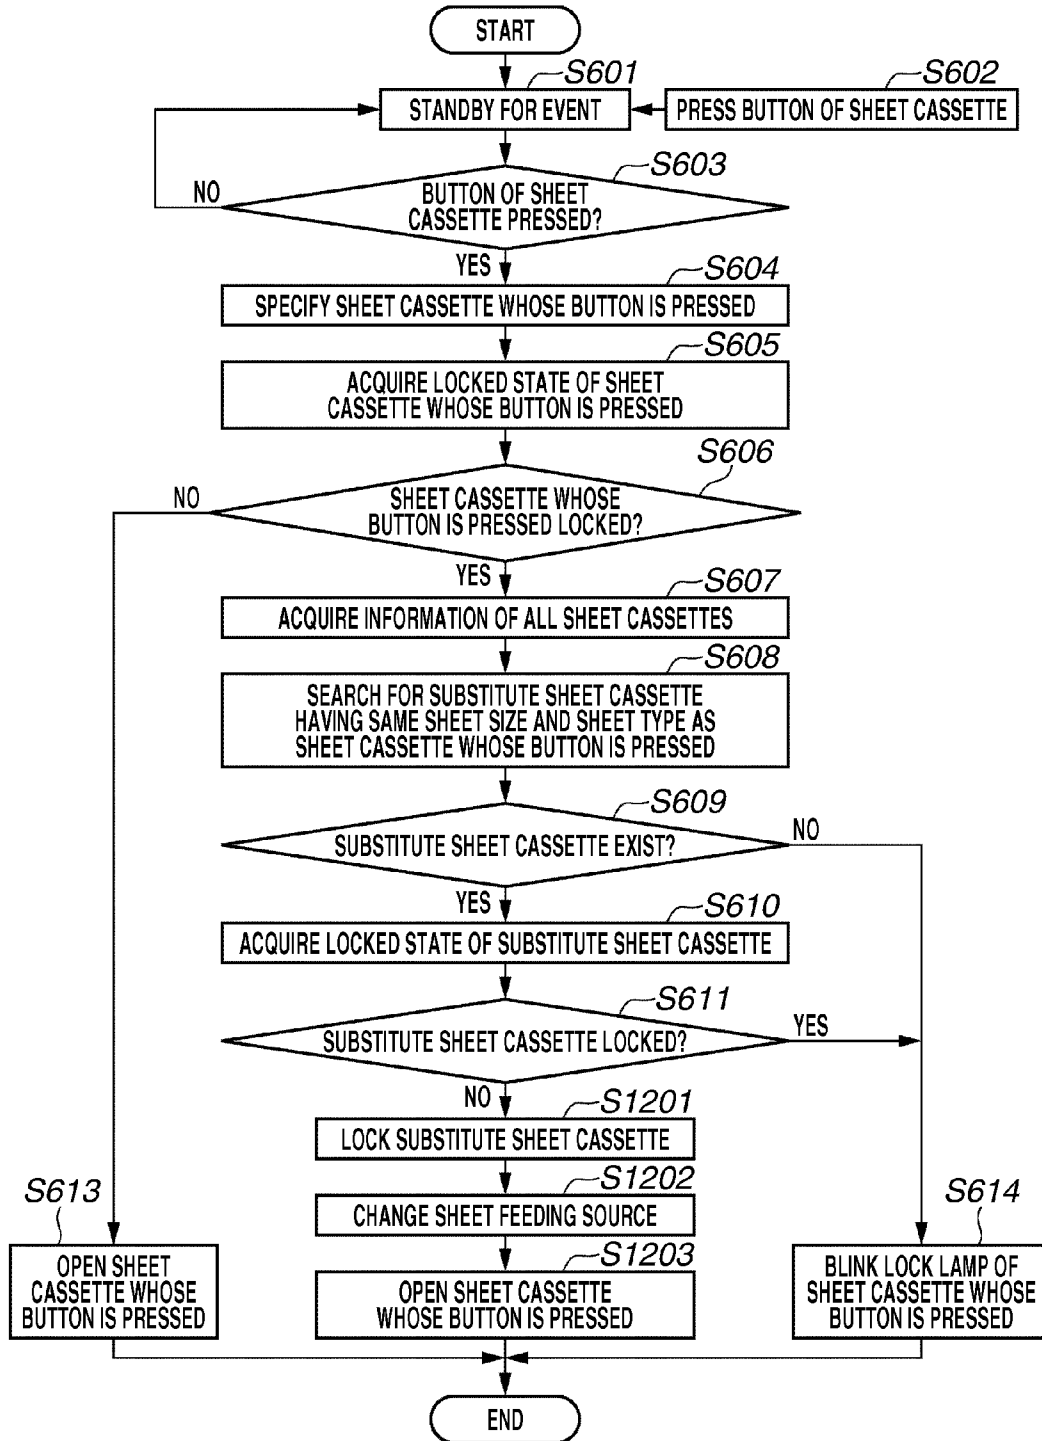 START
S601
STANDBY FOR EVENT
S602
PRESS BUTTON OF SHEET CASSETTE
S603
BUTTON OF SHEET
CASSETTE PRESSED?
NO
YES
S604
SPECIFY SHEET CASSETTE WHOSE BUTTON IS PRESSED
S605
ACQUIRE LOCKED STATE OF SHEET
CASSETTE WHOSE BUTTON IS PRESSED
S606
SHEET CASSETTE WHOSE
BUTTON IS PRESSED LOCKED?
NO
YES
S607
ACQUIRE INFORMATION OF ALL SHEET CASSETTES
S608
SEARCH FOR SUBSTITUTE SHEET CASSETTE
HAVING SAME SHEET SIZE AND SHEET TYPE AS
SHEET CASSETTE WHOSE BUTTON IS PRESSED
S609
SUBSTITUTE SHEET CASSETTE EXIST?
NO
YES
S610
ACQUIRE LOCKED STATE OF SUBSTITUTE SHEET CASSETTE
S611
SUBSTITUTE SHEET CASSETTE LOCKED?
YES
NO
S1201
LOCK SUBSTITUTE SHEET CASSETTE
S1202
CHANGE SHEET FEEDING SOURCE
S1203
OPEN SHEET CASSETTE
WHOSE BUTTON IS PRESSED
S613
OPEN SHEET
CASSETTE WHOSE
BUTTON IS PRESSED
S614
BLINK LOCK LAMP OF
SHEET CASSETTE WHOSE
BUTTON IS PRESSED
END